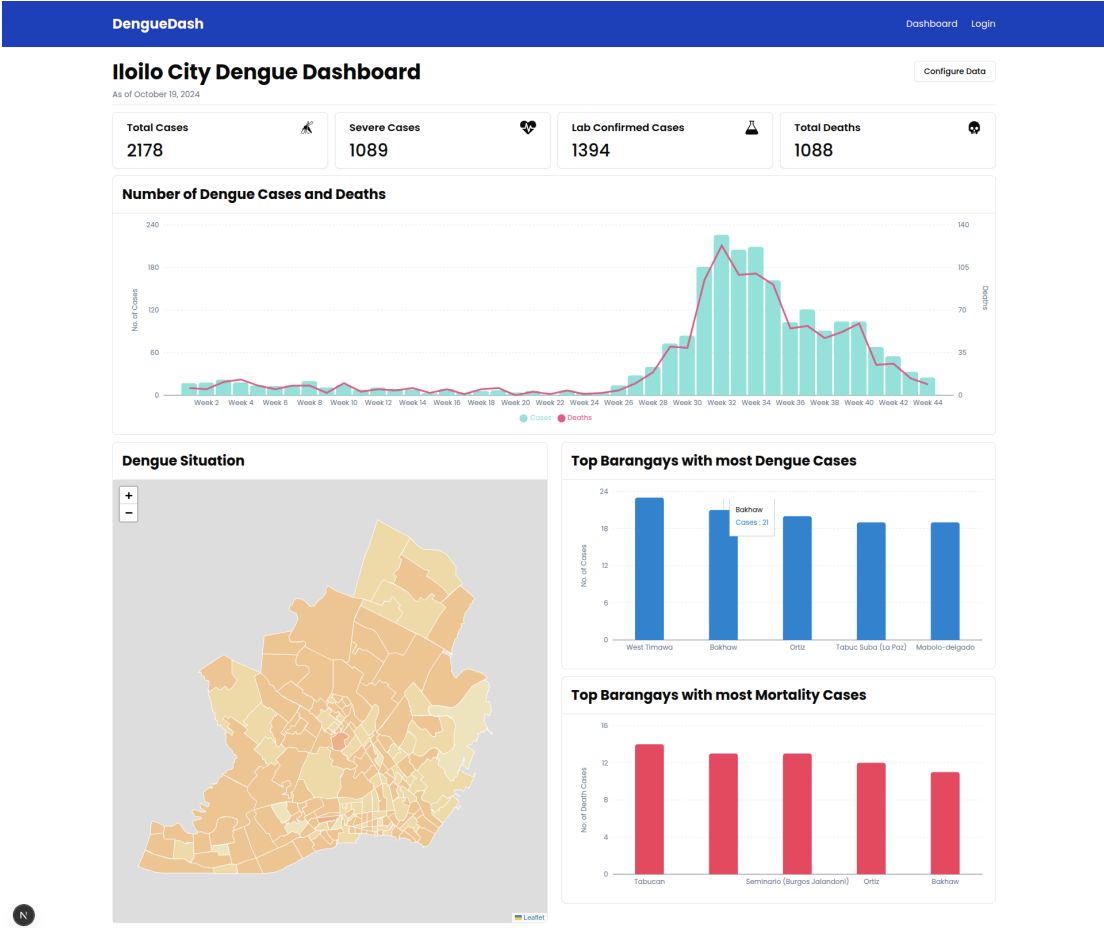 DengueDash
Dashboard Login
Iloilo City Dengue Dashboard
Configure Data
As of October 19, 2024
Total Cases
2178
Severe Cases
1089
Lab Confirmed Cases
1394
Total Deaths
1088
Number of Dengue Cases and Deaths
240
180
120
60
0
No. of Cases
140
105
70
35
0
Deaths
Week 2 Week 4 Week 6 Week 8 Week 10 Week 12 Week 14 Week 16 Week 18 Week 20 Week 22 Week 24 Week 26 Week 28 Week 30 Week 32 Week 34 Week 36 Week 38 Week 40 Week 42 Week 44
Cases Deaths
Dengue Situation
+
−
Leaflet
Top Barangays with most Dengue Cases
24
18
12
6
0
No. of Cases
Bakhaw
Cases : 21
West Timawa Bakhaw Ortiz Tabuc Suba (La Paz) Mabolo-delgado
Top Barangays with most Mortality Cases
16
12
8
4
0
No. of Death Cases
Tabucan Seminario (Burgos Jalandoni) Ortiz Bakhaw
N